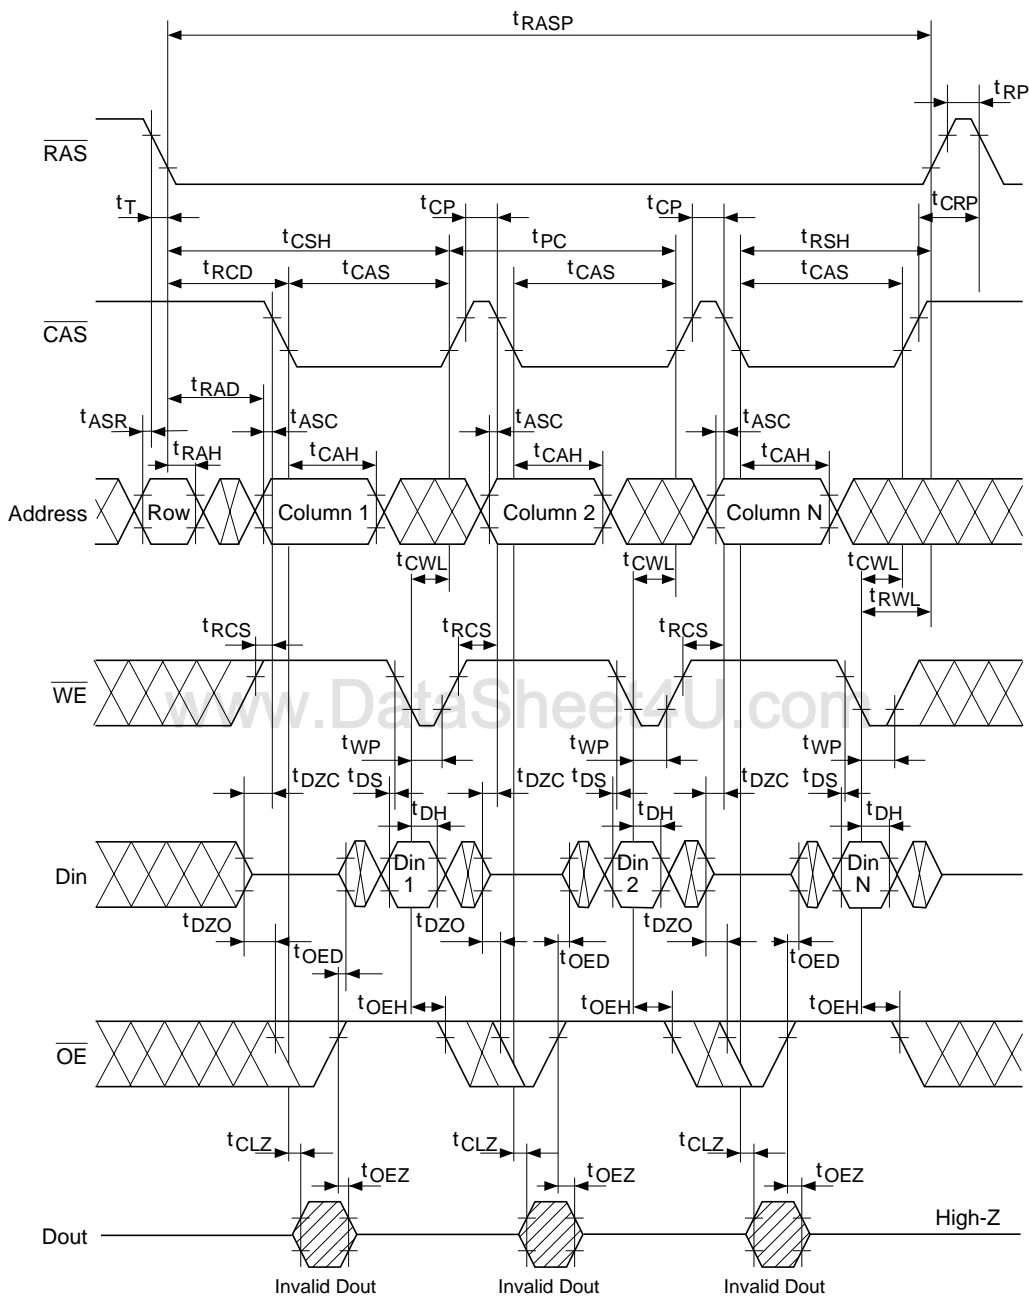 tRASP
tRP
RAS
tT tCP tCP tCRP
tCSH tPC tRSH
tRCD tCAS tCAS tCAS
CAS
tRAD
tASR tASC tASC tASC
tRAH tCAH tCAH tCAH
Address Row Column 1 Column 2 Column N
tCWL tCWL tCWL
tRWL
tRCS tRCS tRCS
WE
www.DataSheet4U.com
tWP tWP tWP
tDZC tDS tDZC tDS tDZC tDS
tDH tDH tDH
Din Din 1 Din 2 Din N
tDZO tDZO tDZO
tOED tOED tOED
tOEH tOEH tOEH
OE
tCLZ tCLZ tCLZ
tOEZ tOEZ tOEZ
Dout High-Z
Invalid Dout Invalid Dout Invalid Dout